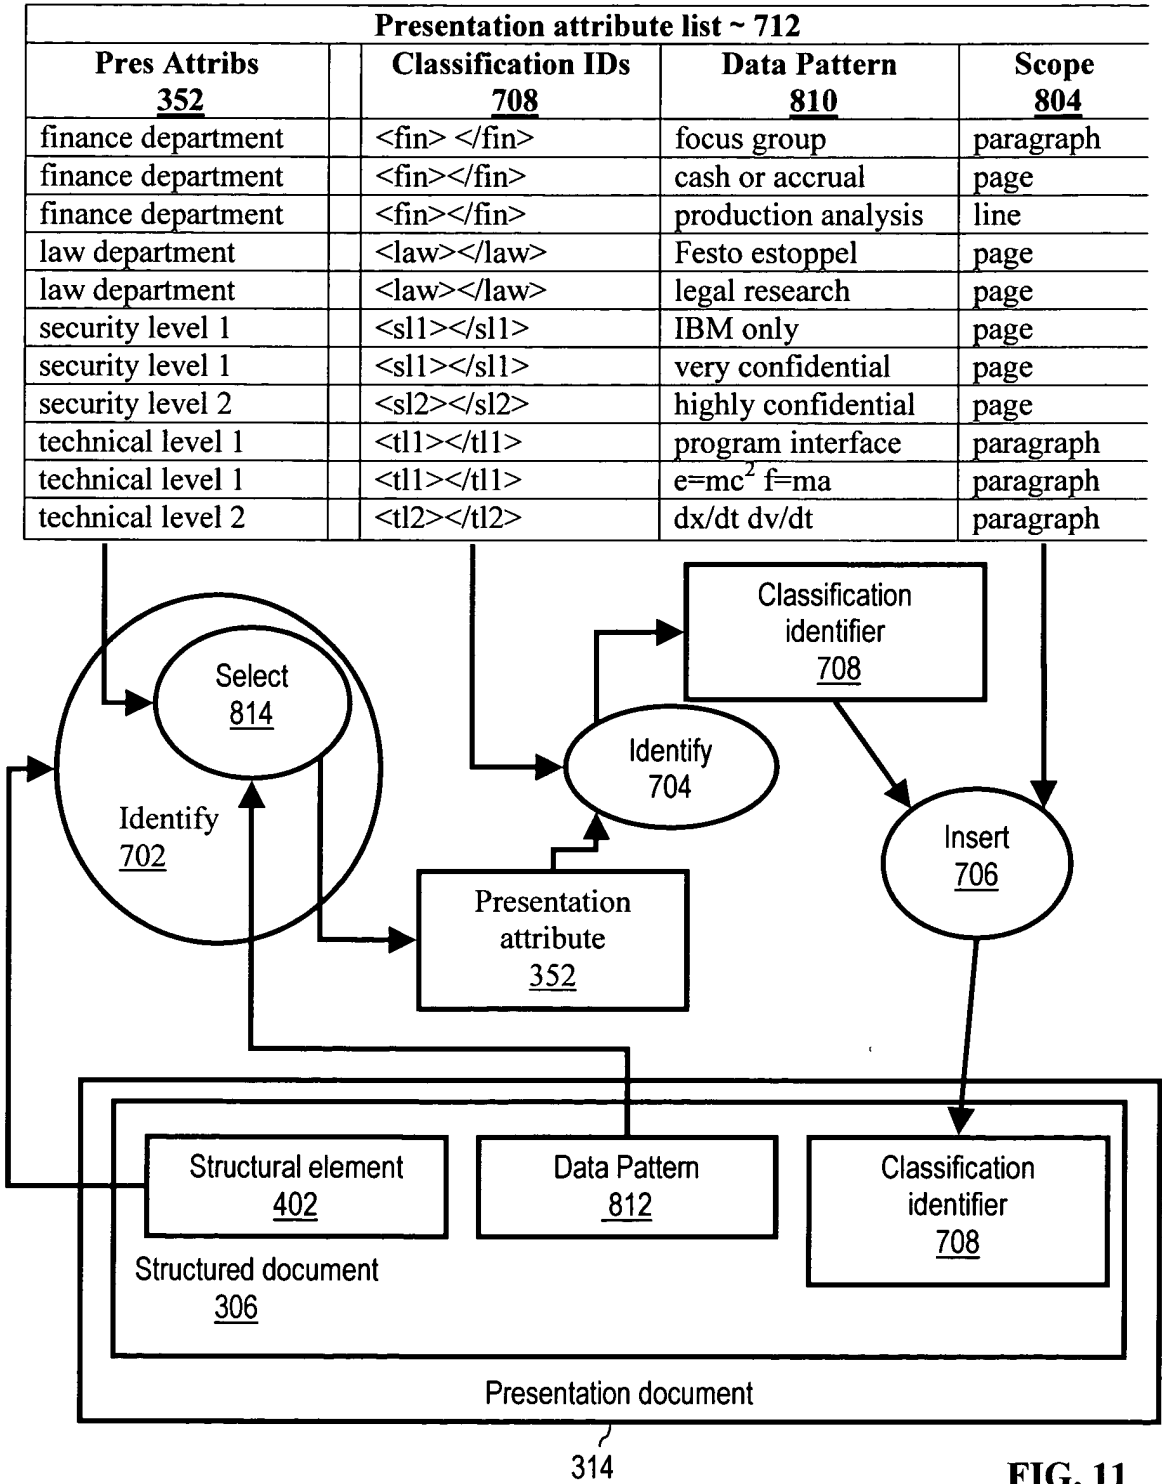 Presentation attribute list ~ 712
Pres Attribs 352 Classification IDs 708 Data Pattern 810 Scope 804
finance department <fin> </fin> focus group paragraph
finance department <fin></fin> cash or accrual page
finance department <fin></fin> production analysis line
law department <law></law> Festo estoppel page
law department <law></law> legal research page
security level 1 <sl1></sl1> IBM only page
security level 1 <sl1></sl1> very confidential page
security level 2 <sl2></sl2> highly confidential page
technical level 1 <tl1></tl1> program interface paragraph
technical level 1 <tl1></tl1> e=mc² f=ma paragraph
technical level 2 <tl2></tl2> dx/dt dv/dt paragraph
Classification
identifier
708
Select
814
Identify
704
Identify
702
Insert
706
Presentation
attribute
352
Structural element
402
Data Pattern
812
Classification
identifier
708
Structured document
306
Presentation document
314
FIG. 11